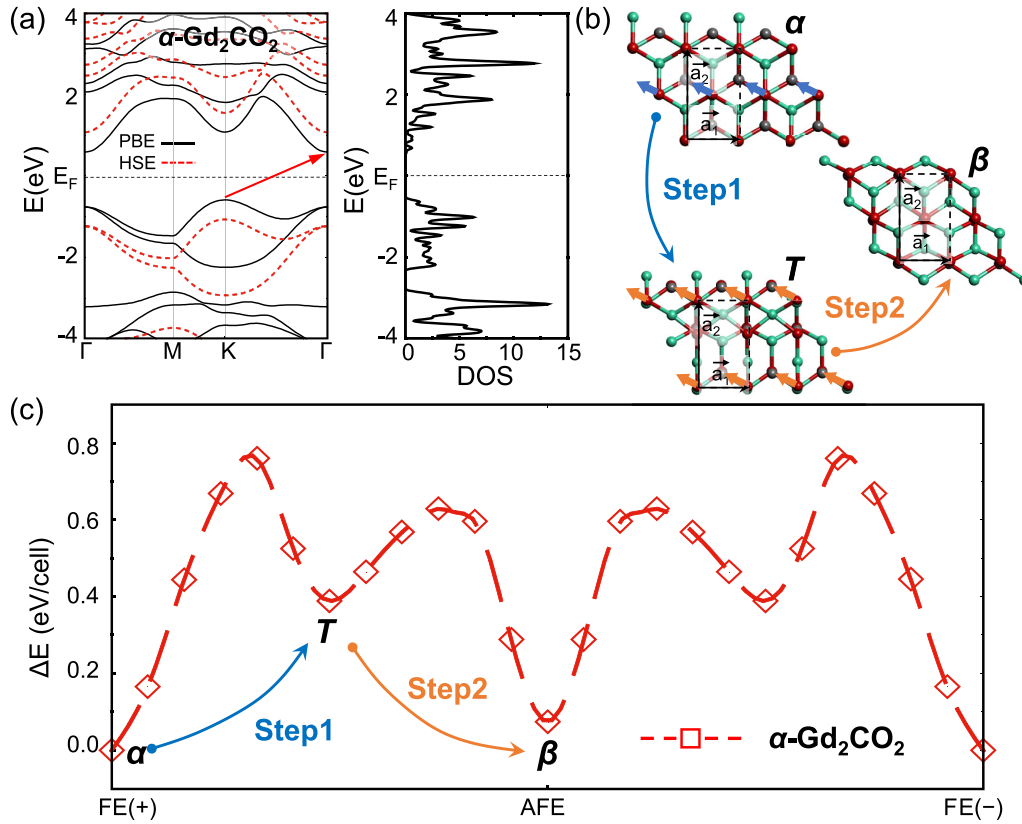 (a)
α-Gd₂CO₂
PBE
HSE
E(eV)
4
2
E_F
-2
-4
Γ M K Γ
E(eV)
4
2
E_F
-2
-4
0 5 10 15
DOS
(b)
α
a₂
a₁
Step1
β
a₂
a₁
T
a₂
a₁
Step2
(c)
ΔE (eV/cell)
0.8
0.6
0.4
0.2
0.0
α
Step1
T
Step2
β
α-Gd₂CO₂
FE(+) AFE FE(−)